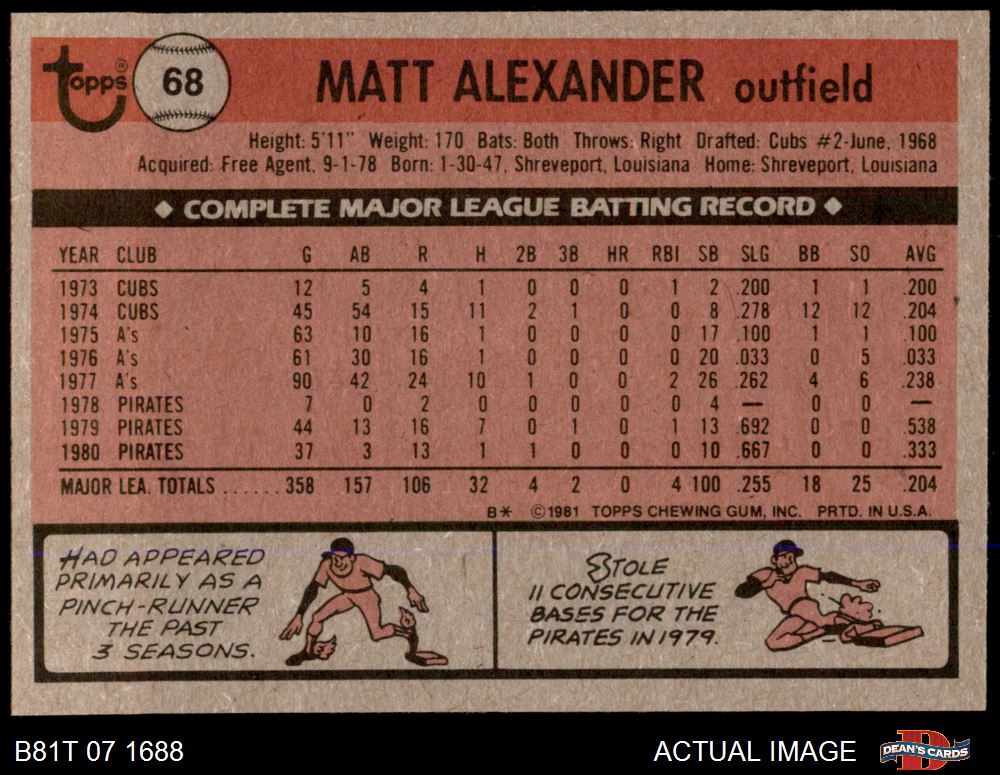 topps® 68 MATT ALEXANDER outfield
Height: 5'11" Weight: 170 Bats: Both Throws: Right Drafted: Cubs #2-June, 1968
Acquired: Free Agent, 9-1-78 Born: 1-30-47, Shreveport, Louisiana Home: Shreveport, Louisiana
◆ COMPLETE MAJOR LEAGUE BATTING RECORD ◆
YEAR CLUB G AB R H 2B 3B HR RBI SB SLG BB SO AVG
1973 CUBS 12 5 4 1 0 0 0 1 2 .200 1 1 .200
1974 CUBS 45 54 15 11 2 1 0 0 8 .278 12 12 .204
1975 A's 63 10 16 1 0 0 0 0 17 .100 1 1 .100
1976 A's 61 30 16 1 0 0 0 0 20 .033 0 5 .033
1977 A's 90 42 24 10 1 0 0 2 26 .262 4 6 .238
1978 PIRATES 7 0 2 0 0 0 0 0 4 — 0 0 —
1979 PIRATES 44 13 16 7 0 1 0 1 13 .692 0 0 .538
1980 PIRATES 37 3 13 1 1 0 0 0 10 .667 0 0 .333
MAJOR LEA. TOTALS ...... 358 157 106 32 4 2 0 4 100 .255 18 25 .204
B* ©1981 TOPPS CHEWING GUM, INC. PRTD. IN U.S.A.
HAD APPEARED
PRIMARILY AS A
PINCH-RUNNER
THE PAST
3 SEASONS.
STOLE
11 CONSECUTIVE
BASES FOR THE
PIRATES IN 1979.
B81T 07 1688
ACTUAL IMAGE
DEAN'S CARDS